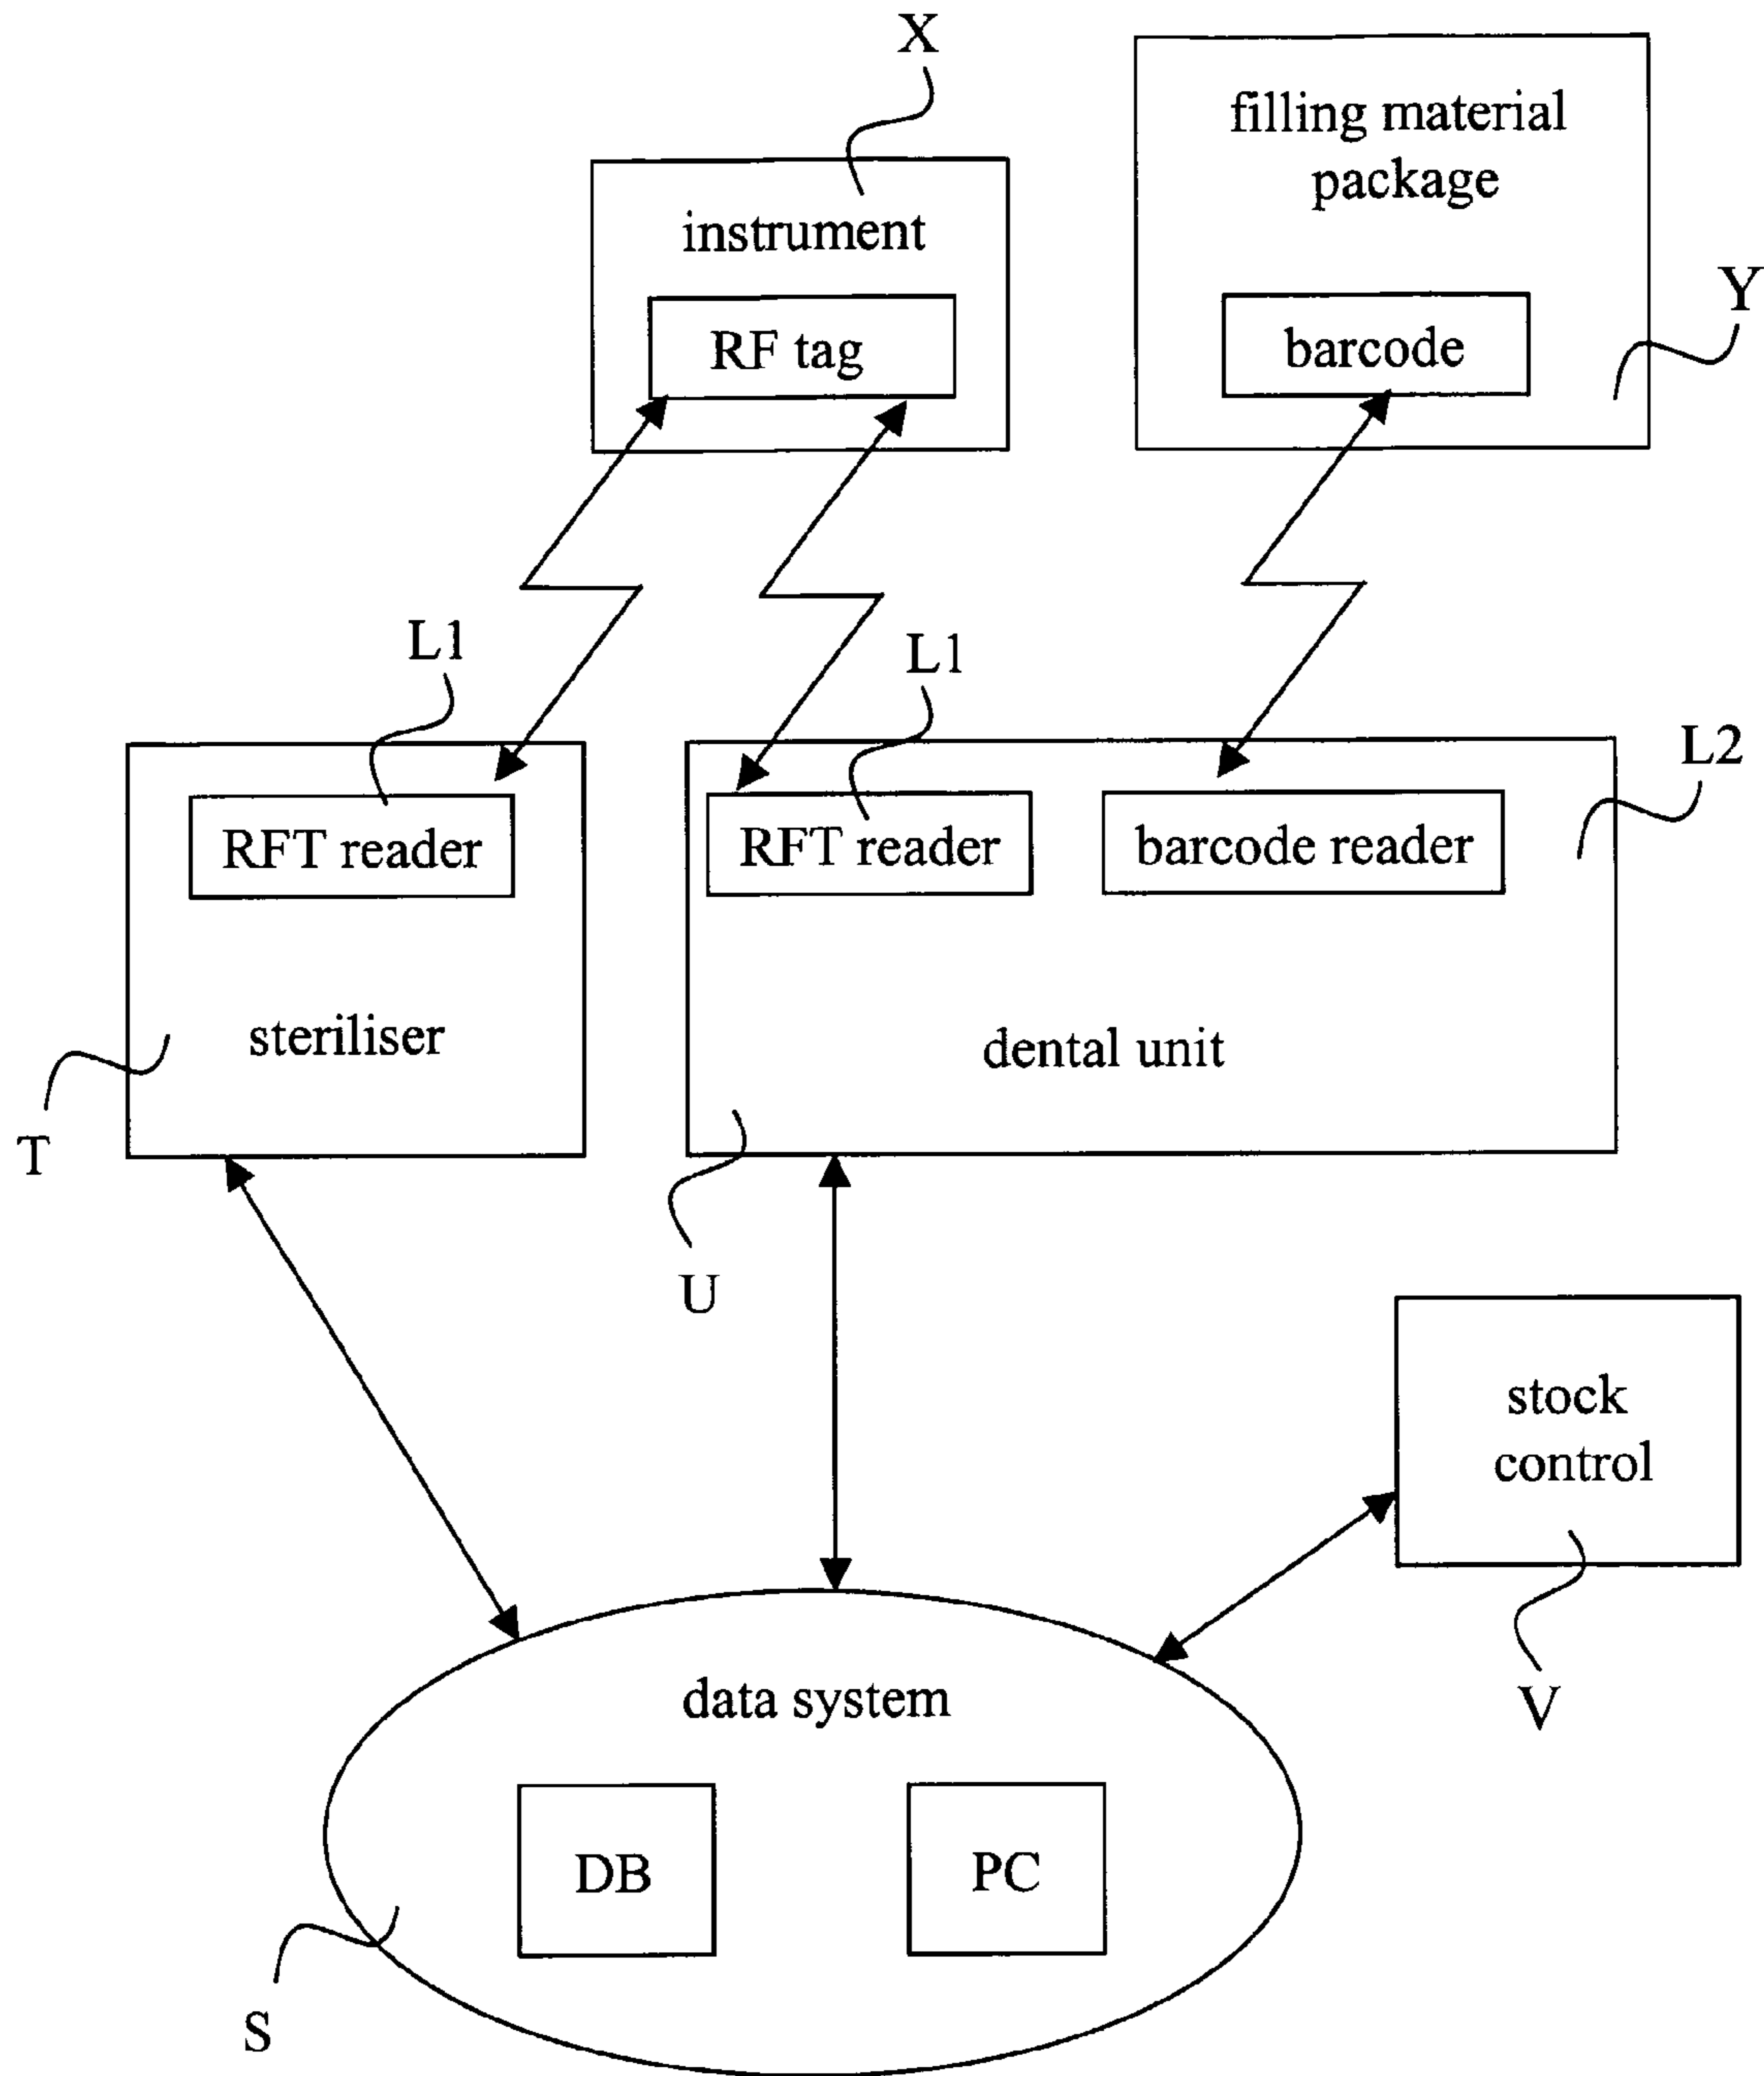 X
filling material
package
instrument
Y
RF tag
barcode
L1
L1
L2
RFT reader
RFT reader
barcode reader
steriliser
dental unit
T
U
stock
control
data system
V
DB
PC
S